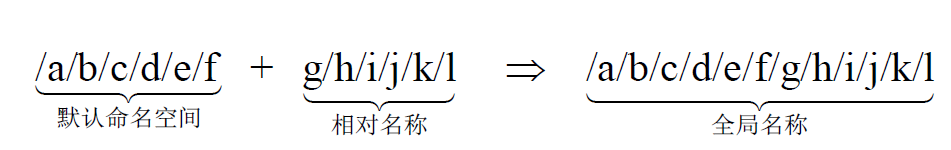 /a/b/c/d/e/f + g/h/i/j/k/l ⇒ /a/b/c/d/e/f/g/h/i/j/k/l
默认命名空间 相对名称 全局名称